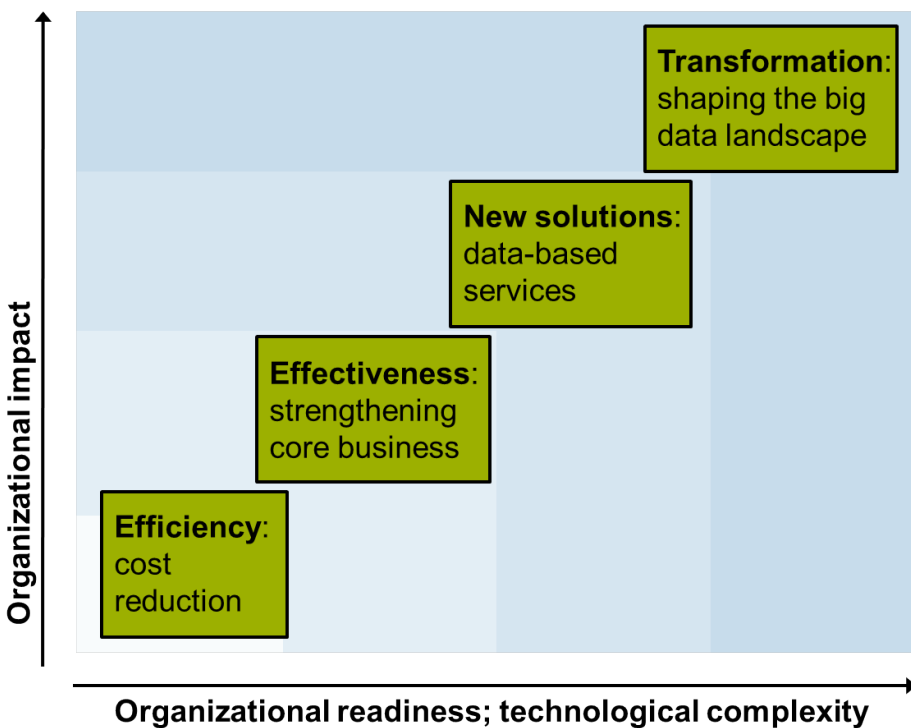 Transformation:
shaping the big
data landscape
New solutions:
data-based
services
Effectiveness:
strengthening
core business
Efficiency:
cost
reduction
Organizational impact
Organizational readiness; technological complexity